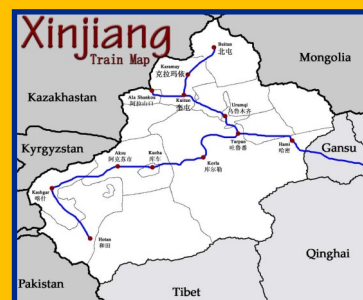 Xinjiang
Train Map
Beitun
北屯
Mongolia
Karamay
克拉玛依
Ala Shankou
阿拉山口
Kuitun
奎屯
Kazakhastan
Urumqi
乌鲁木齐
Kyrgyzstan
Turpan
吐鲁番
Hami
哈密
Gansu
Aksu
阿克苏市
Kucha
库车
Korla
库尔勒
Kashgar
喀什
Hotan
和田
Qinghai
Pakistan
Tibet